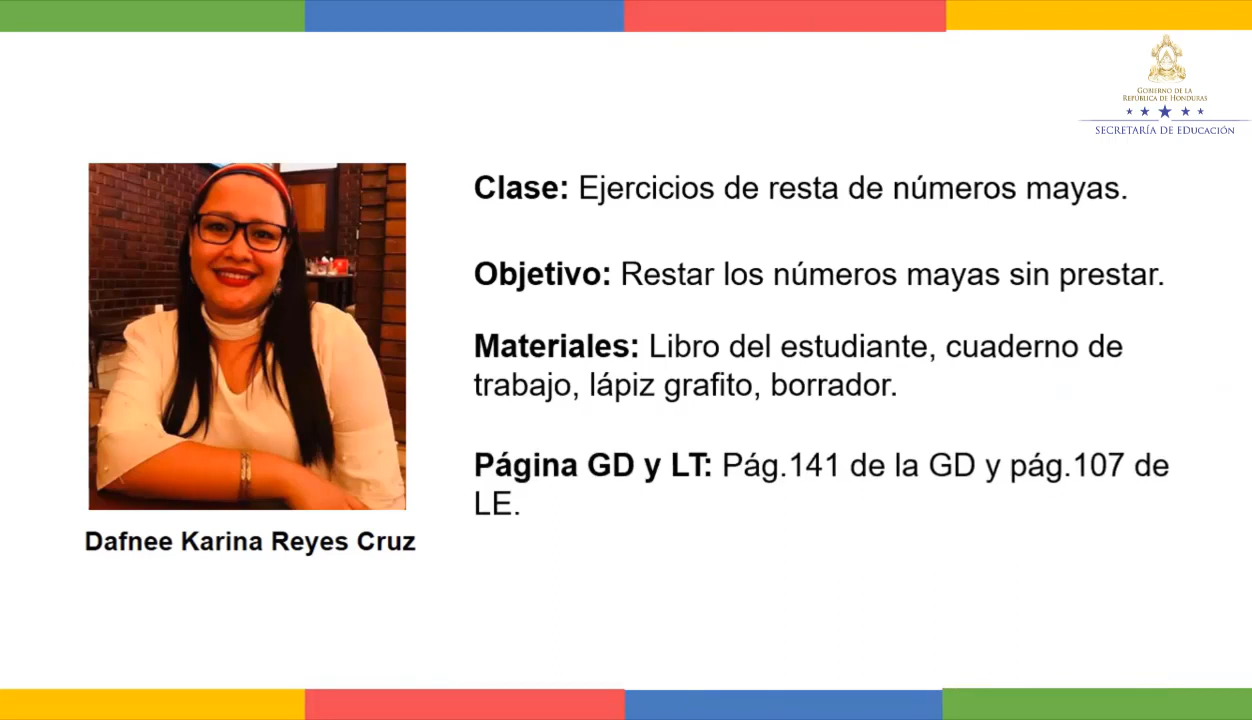 GOBIERNO DE LA
REPÚBLICA DE HONDURAS
SECRETARÍA DE EDUCACIÓN
Clase: Ejercicios de resta de números mayas.
Objetivo: Restar los números mayas sin prestar.
Materiales: Libro del estudiante, cuaderno de
trabajo, lápiz grafito, borrador.
Página GD y LT: Pág.141 de la GD y pág.107 de
LE.
Dafnee Karina Reyes Cruz